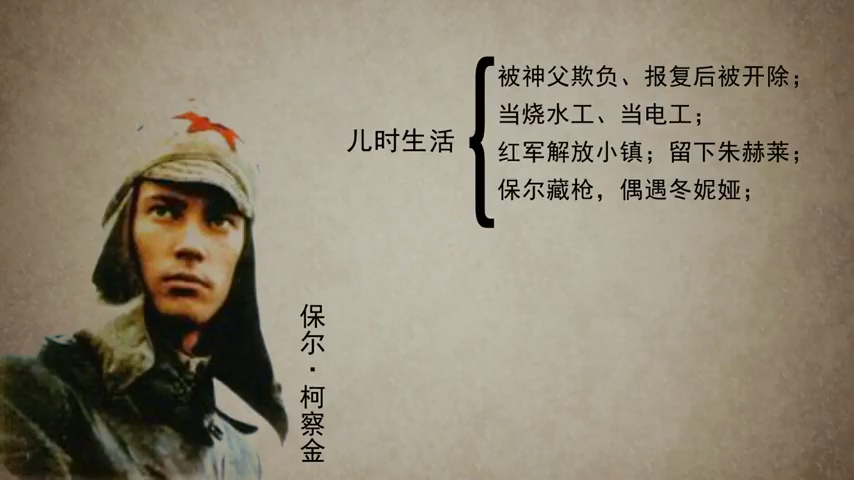 儿时生活
被神父欺负、报复后被开除；
当烧水工、当电工；
红军解放小镇；留下朱赫莱；
保尔藏枪，偶遇冬妮娅；
保尔·柯察金